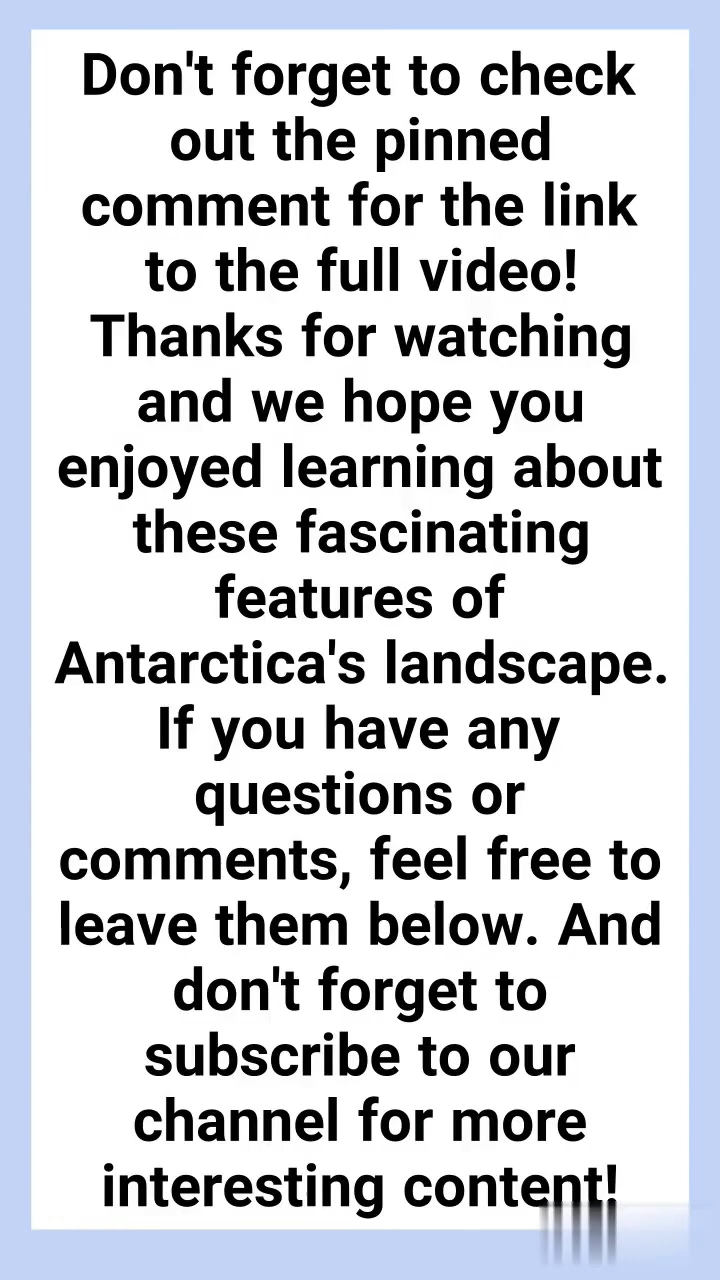 Don't forget to check
out the pinned
comment for the link
to the full video!
Thanks for watching
and we hope you
enjoyed learning about
these fascinating
features of
Antarctica's landscape.
If you have any
questions or
comments, feel free to
leave them below. And
don't forget to
subscribe to our
channel for more
interesting content!